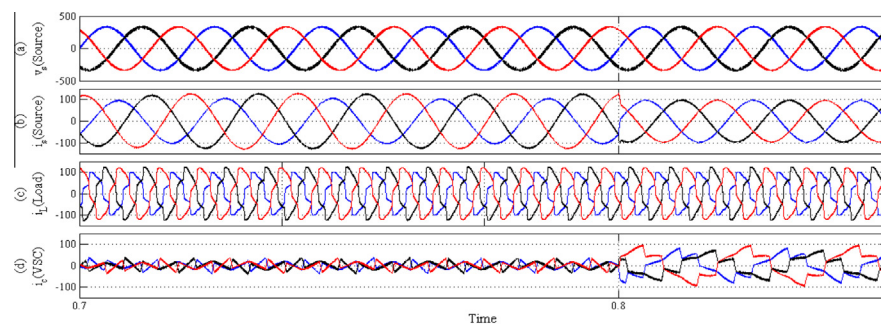 (a)
v_s(Source)
500
0
-500
(b)
i_s(Source)
100
0
-100
(c)
i_L(Load)
100
0
-100
(d)
i_c(VSC)
100
0
-100
0.7
0.8
Time